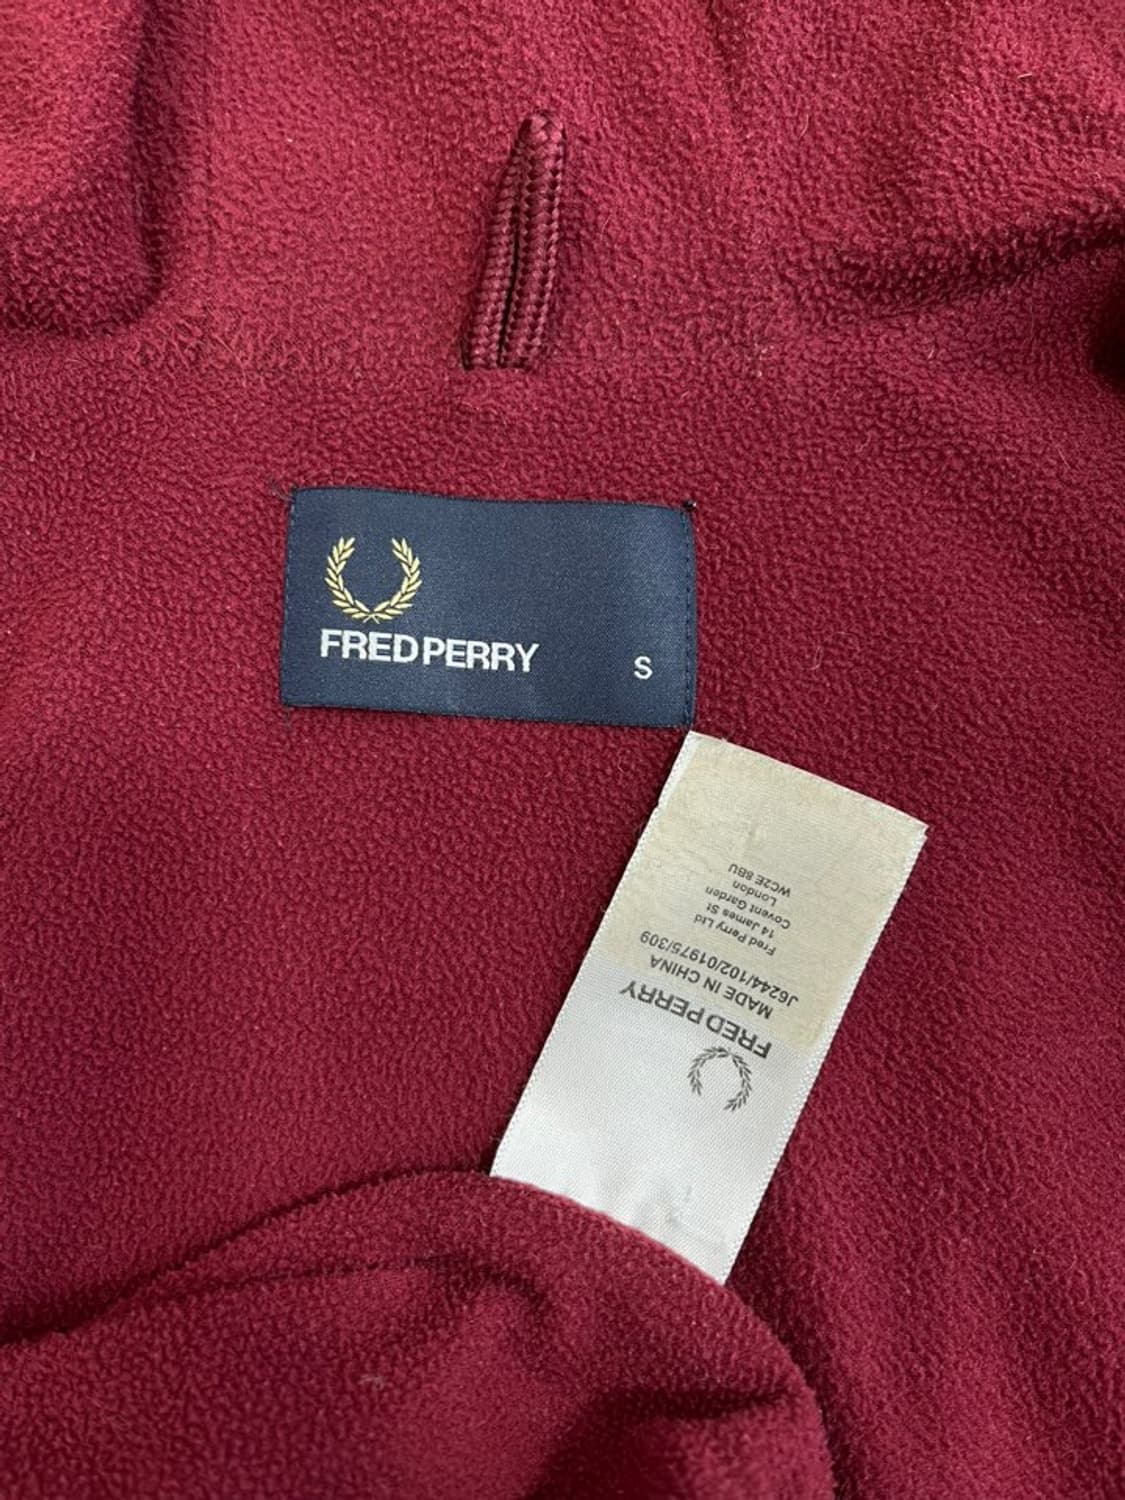 FRED PERRY
S
FRED PERRY
MADE IN CHINA
J6244/102/01975/309
Fred Perry Ltd
14 James St
Covent Garden
London
WC2E 8BU